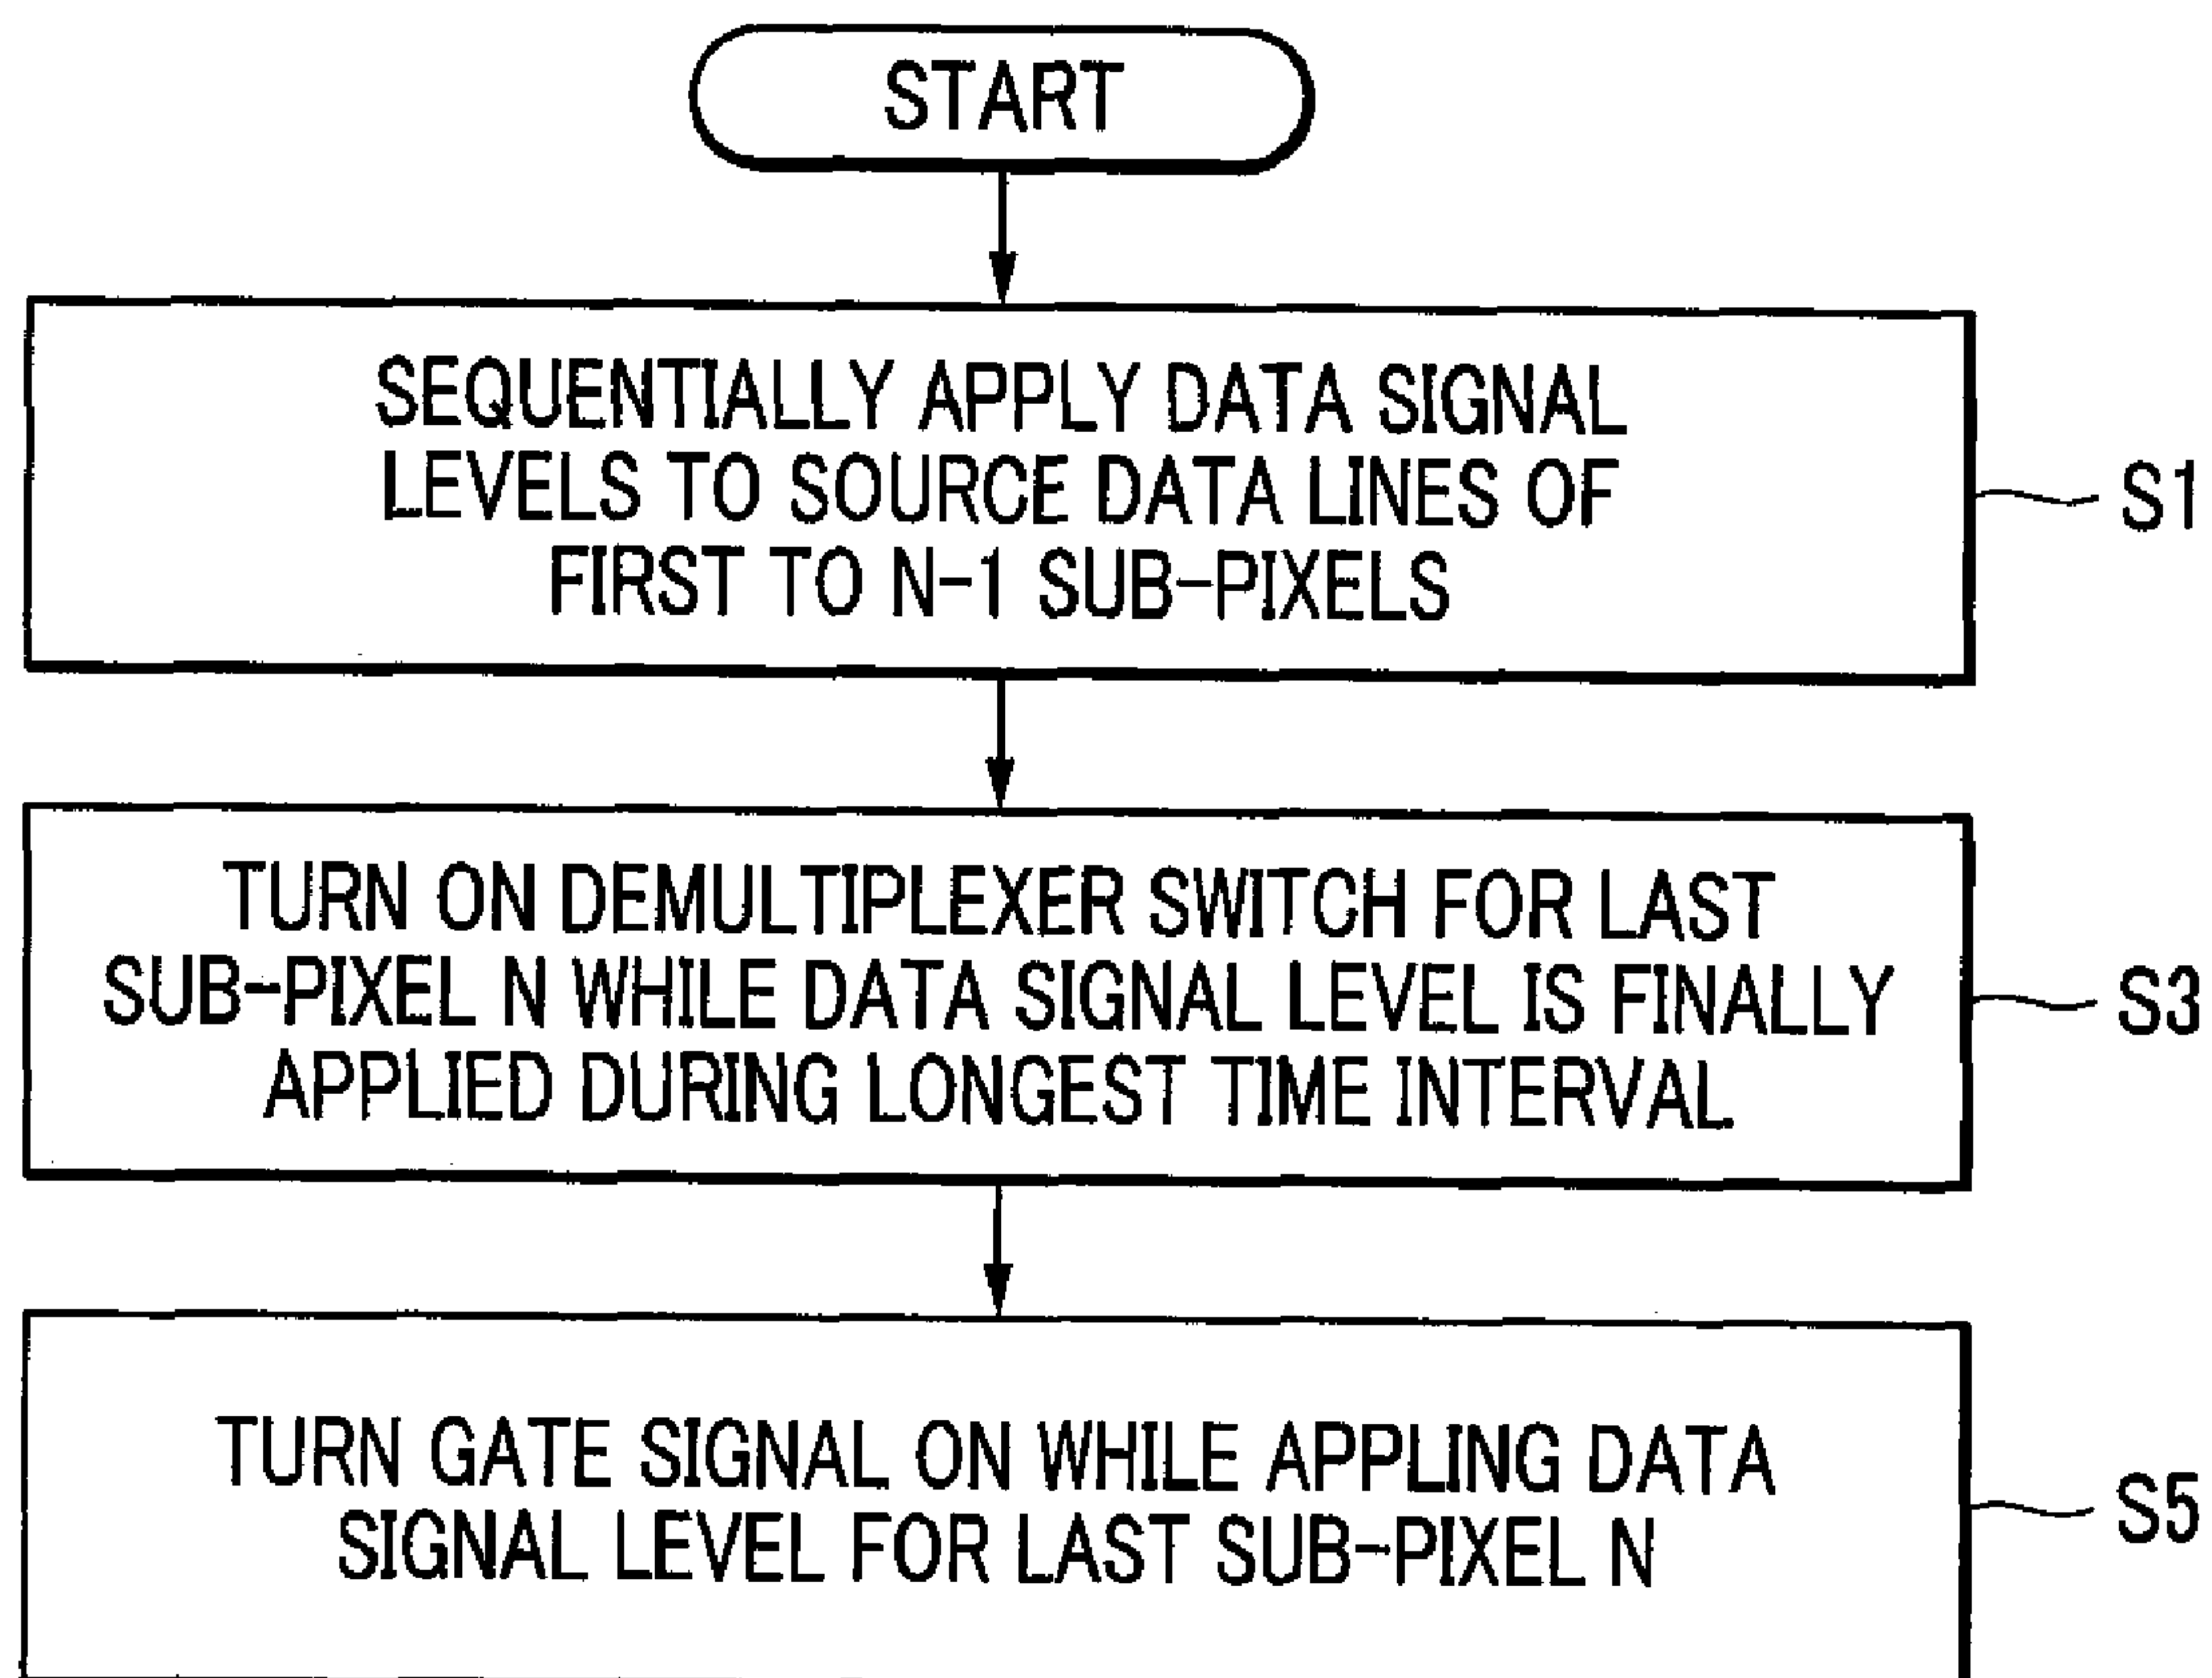 START
SEQUENTIALLY APPLY DATA SIGNAL
LEVELS TO SOURCE DATA LINES OF
FIRST TO N-1 SUB-PIXELS
S1
TURN ON DEMULTIPLEXER SWITCH FOR LAST
SUB-PIXEL N WHILE DATA SIGNAL LEVEL IS FINALLY
APPLIED DURING LONGEST TIME INTERVAL
S3
TURN GATE SIGNAL ON WHILE APPLING DATA
SIGNAL LEVEL FOR LAST SUB-PIXEL N
S5